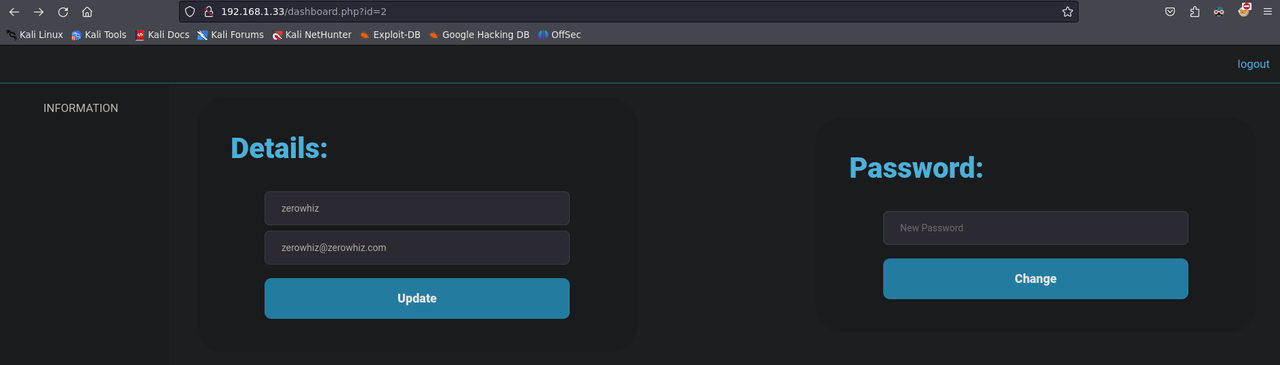 192.168.1.33/dashboard.php?id=2
Kali Linux Kali Tools Kali Docs Kali Forums Kali NetHunter Exploit-DB Google Hacking DB OffSec
logout
INFORMATION
Details:
zerowhiz
zerowhiz@zerowhiz.com
Update
Password:
New Password
Change